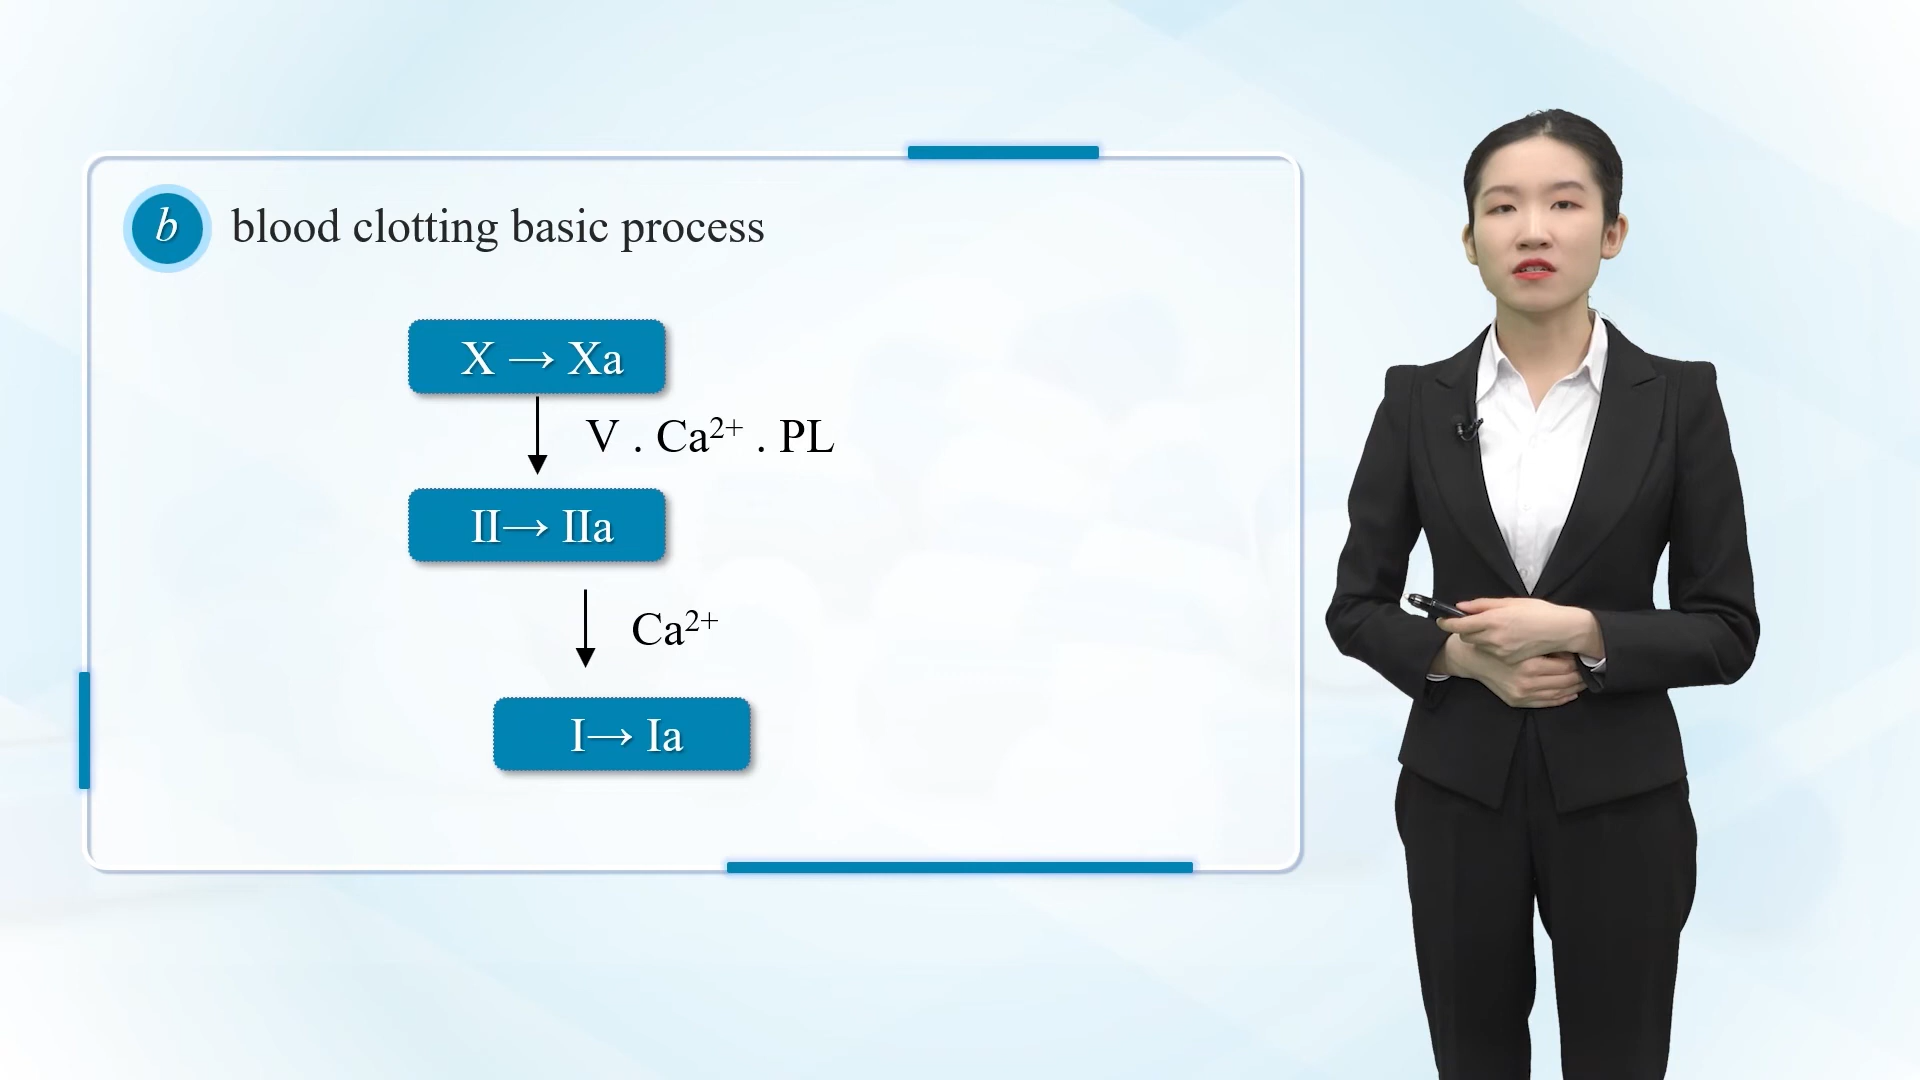 b blood clotting basic process
X → Xa
V . Ca²⁺ . PL
II→ IIa
Ca²⁺
I→ Ia